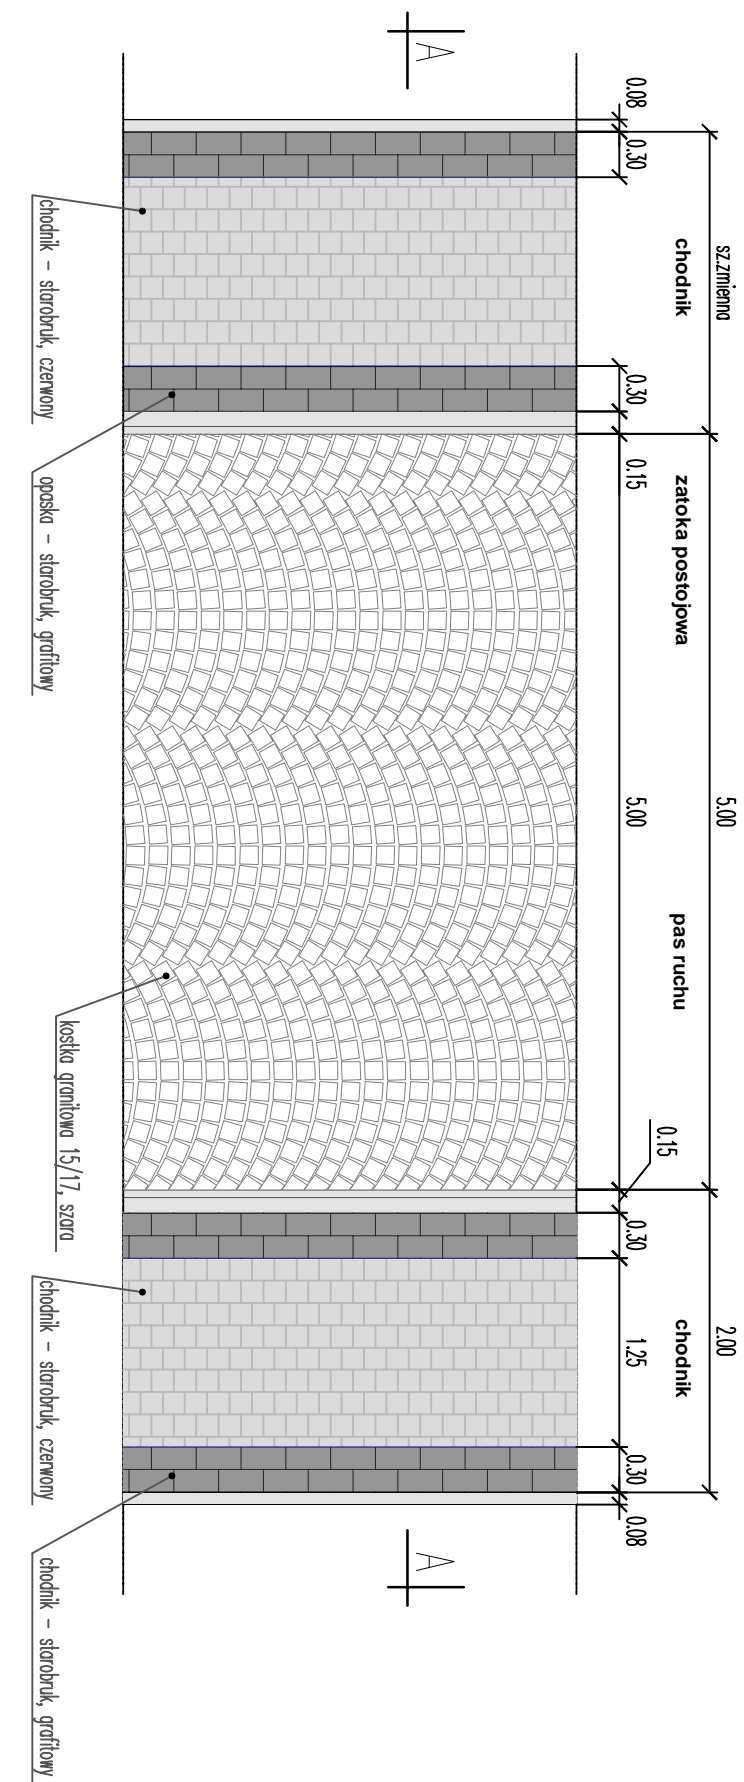 A
sz.zmienna
5.00
2.00
chodnik
zatoka postojowa
pas ruchu
chodnik
0.08
0.30
0.30
0.15
5.00
0.15
0.30
1.25
0.30
0.08
A
kostka granitowa 15/17, szara
chodnik – starobruk, czerwony
opaska – starobruk, grafitowy
chodnik – starobruk, czerwony
chodnik – starobruk, grafitowy